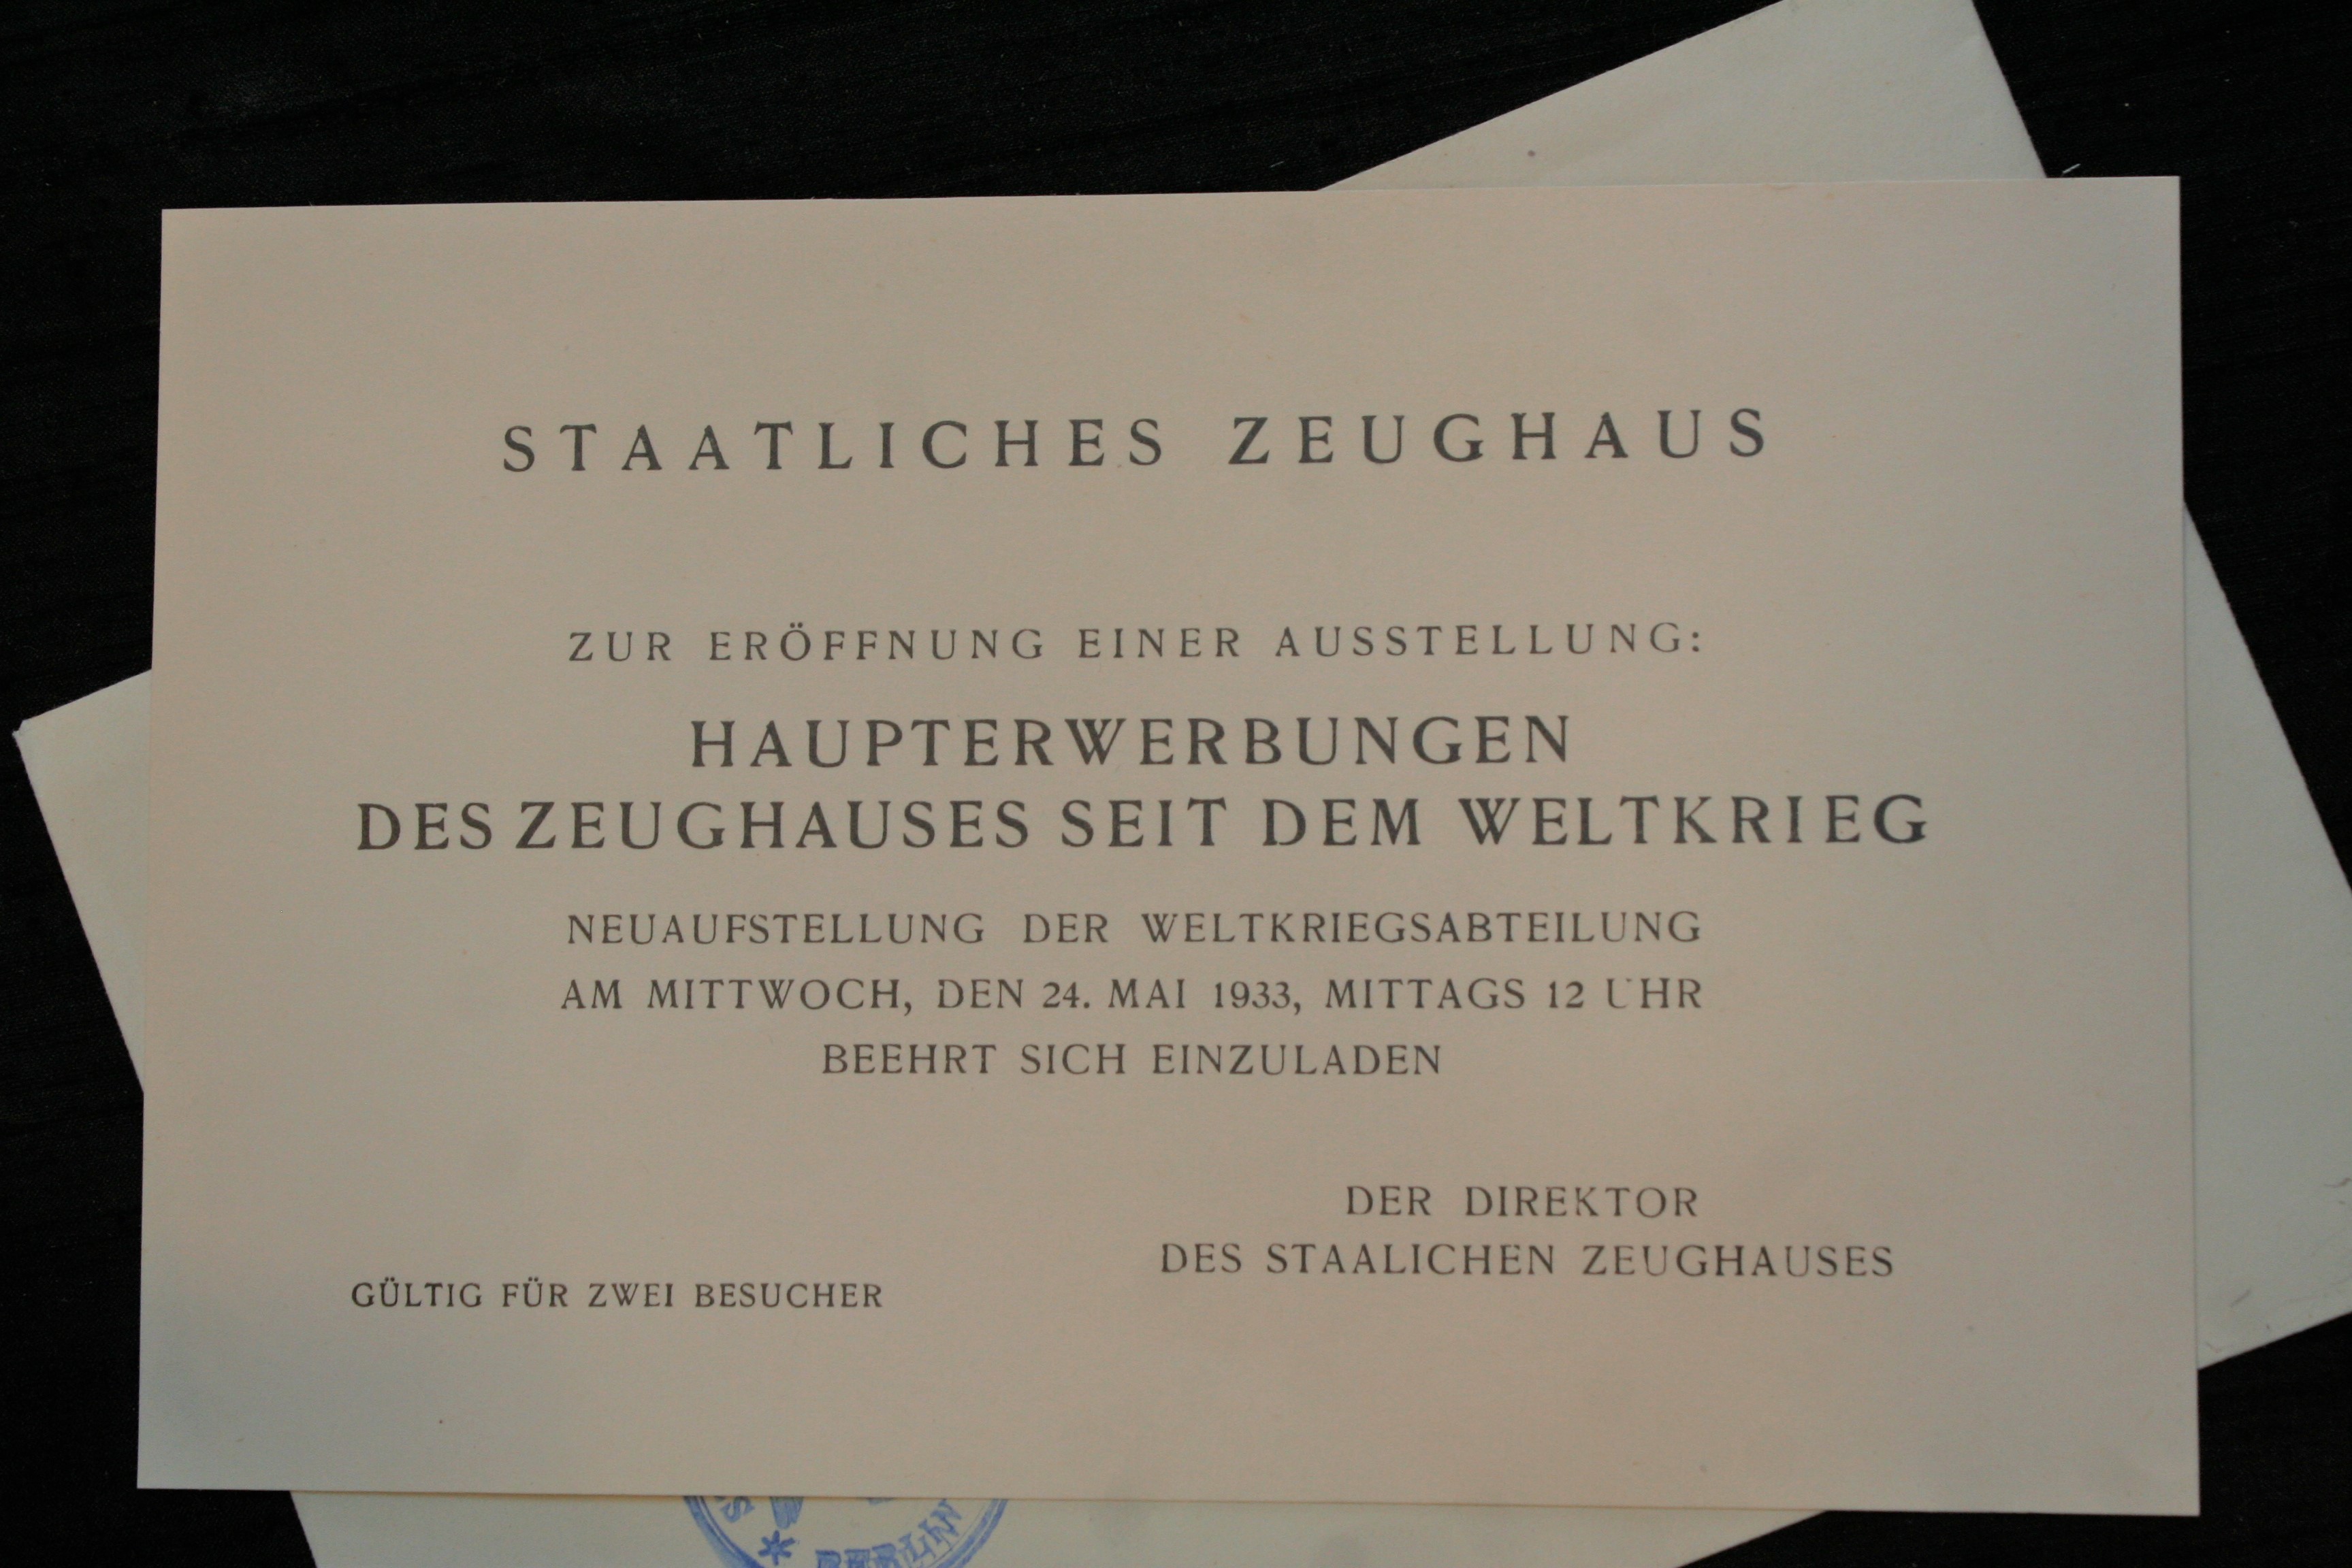 STAATLICHES ZEUGHAUS
ZUR ERÖFFNUNG EINER AUSSTELLUNG:
HAUPTERWERBUNGEN
DES ZEUGHAUSES SEIT DEM WELTKRIEG
NEUAUFSTELLUNG DER WELTKRIEGSABTEILUNG
AM MITTWOCH, DEN 24. MAI 1933, MITTAGS 12 UHR
BEEHRT SICH EINZULADEN
DER DIREKTOR
DES STAALICHEN ZEUGHAUSES
GÜLTIG FÜR ZWEI BESUCHER
BERLIN